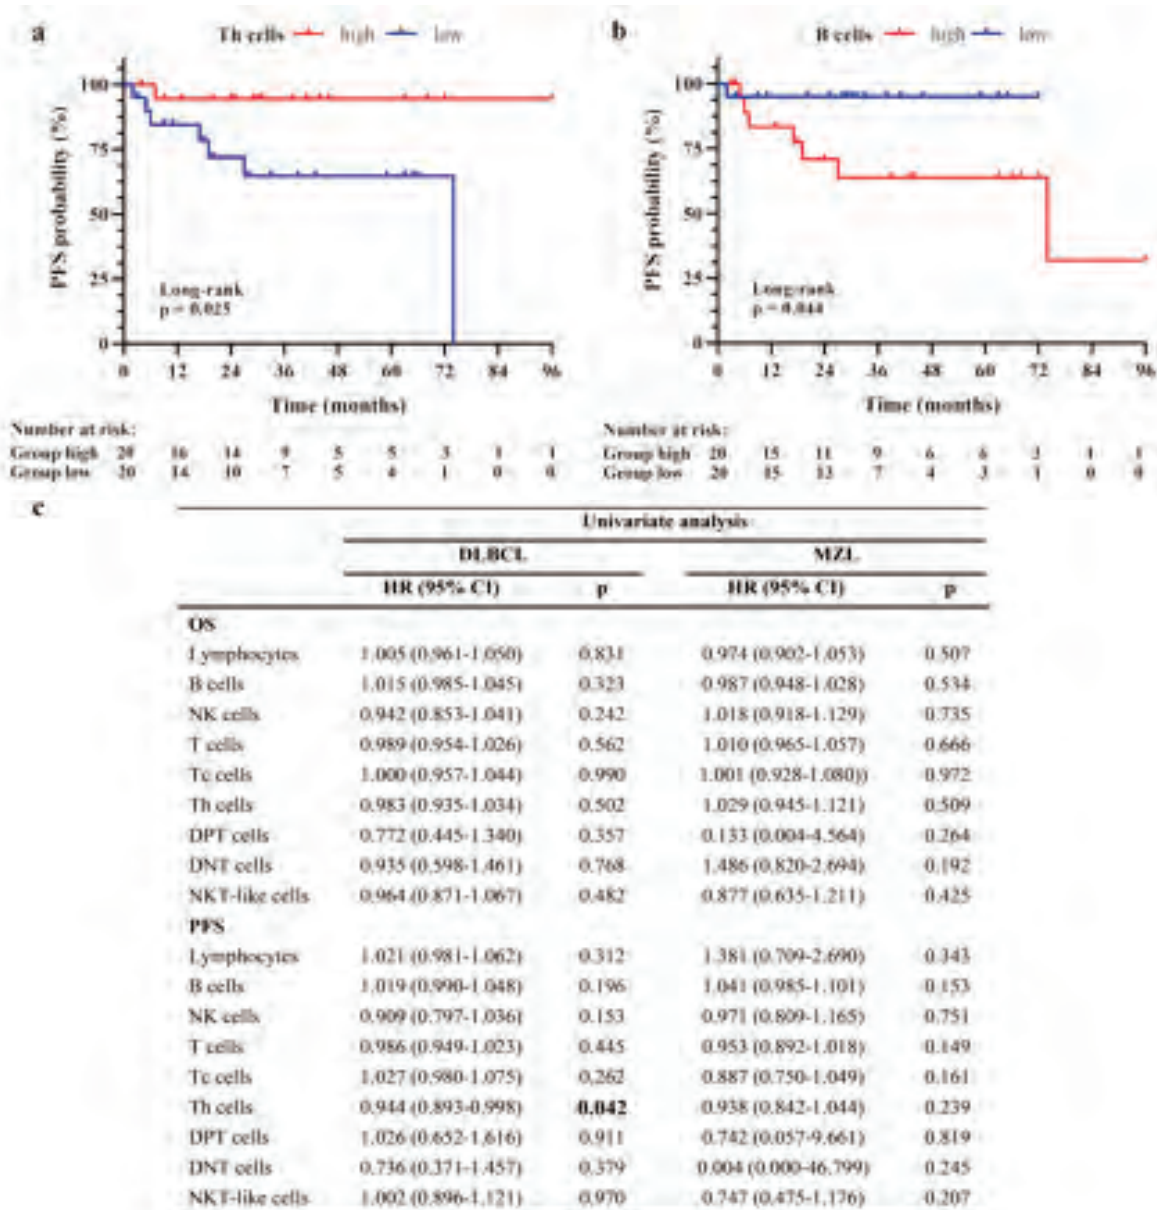 a
Th cells high low
PFS probability (%)
100
75
50
25
0
Long-rank
p = 0.025
0 12 24 36 48 60 72 84 96
Time (months)
Number at risk:
Group high 20 16 14 9 5 5 3 1 1
Group low 20 14 10 7 5 4 1 0 0
b
B cells high low
PFS probability (%)
100
75
50
25
0
Long-rank
p = 0.044
0 12 24 36 48 60 72 84 96
Time (months)
Number at risk:
Group high 20 15 11 9 6 6 2 1 1
Group low 20 15 13 7 4 3 1 0 0
c
Univariate analysis
DLBCL MZL
HR (95% CI) p HR (95% CI) p
OS
Lymphocytes 1.005 (0.961-1.050) 0.831 0.974 (0.902-1.053) 0.507
B cells 1.015 (0.985-1.045) 0.323 0.987 (0.948-1.028) 0.534
NK cells 0.942 (0.853-1.041) 0.242 1.018 (0.918-1.129) 0.735
T cells 0.989 (0.954-1.026) 0.562 1.010 (0.965-1.057) 0.666
Tc cells 1.000 (0.957-1.044) 0.990 1.001 (0.928-1.080)) 0.972
Th cells 0.983 (0.935-1.034) 0.502 1.029 (0.945-1.121) 0.509
DPT cells 0.772 (0.445-1.340) 0.357 0.133 (0.004-4.564) 0.264
DNT cells 0.935 (0.598-1.461) 0.768 1.486 (0.820-2.694) 0.192
NKT-like cells 0.964 (0.871-1.067) 0.482 0.877 (0.635-1.211) 0.425
PFS
Lymphocytes 1.021 (0.981-1.062) 0.312 1.381 (0.709-2.690) 0.343
B cells 1.019 (0.990-1.048) 0.196 1.041 (0.985-1.101) 0.153
NK cells 0.909 (0.797-1.036) 0.153 0.971 (0.809-1.165) 0.751
T cells 0.986 (0.949-1.023) 0.445 0.953 (0.892-1.018) 0.149
Tc cells 1.027 (0.980-1.075) 0.262 0.887 (0.750-1.049) 0.161
Th cells 0.944 (0.893-0.998) 0.042 0.938 (0.842-1.044) 0.239
DPT cells 1.026 (0.652-1.616) 0.911 0.742 (0.057-9.661) 0.819
DNT cells 0.736 (0.371-1.457) 0.379 0.004 (0.000-46.799) 0.245
NKT-like cells 1.002 (0.896-1.121) 0.970 0.747 (0.475-1.176) 0.207